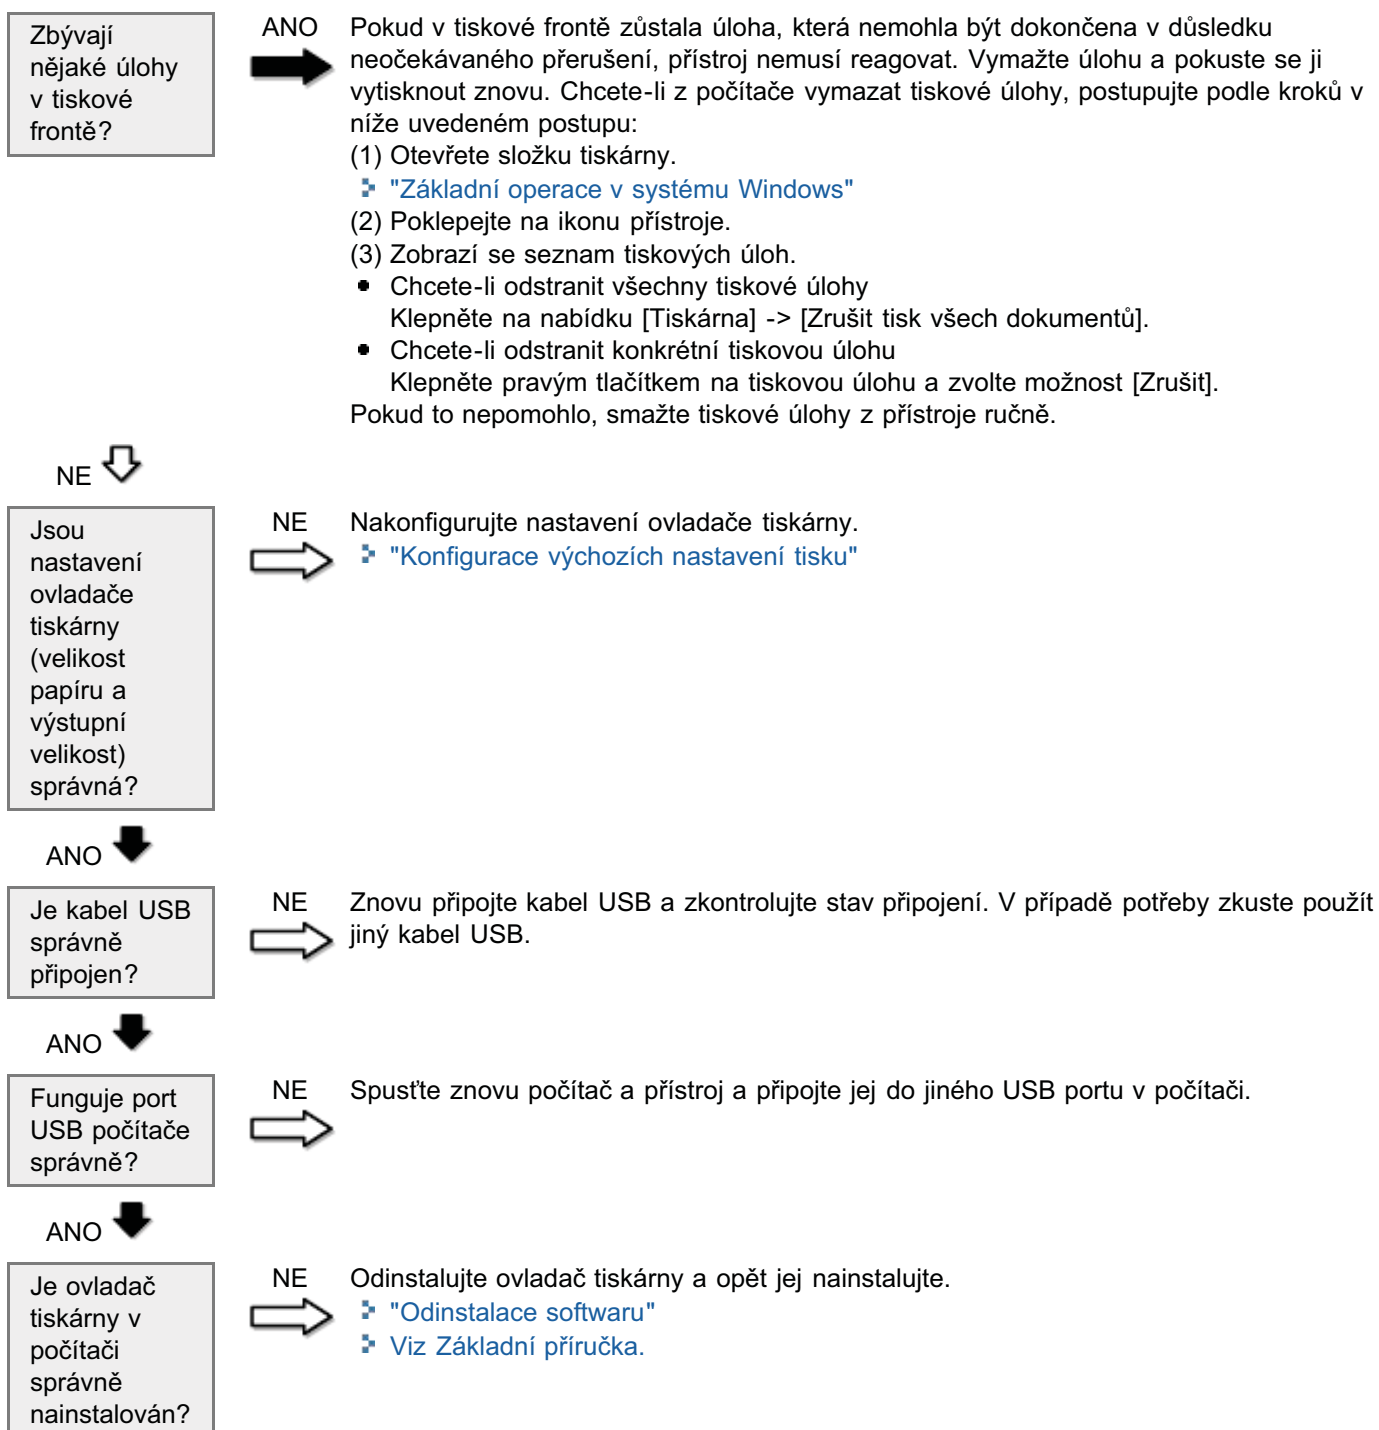 Zbývají
nějaké úlohy
v tiskové
frontě?
ANO
Pokud v tiskové frontě zůstala úloha, která nemohla být dokončena v důsledku
neočekávaného přerušení, přístroj nemusí reagovat. Vymažte úlohu a pokuste se ji
vytisknout znovu. Chcete-li z počítače vymazat tiskové úlohy, postupujte podle kroků v
níže uvedeném postupu:
(1) Otevřete složku tiskárny.
"Základní operace v systému Windows"
(2) Poklepejte na ikonu přístroje.
(3) Zobrazí se seznam tiskových úloh.
• Chcete-li odstranit všechny tiskové úlohy
Klepněte na nabídku [Tiskárna] -> [Zrušit tisk všech dokumentů].
• Chcete-li odstranit konkrétní tiskovou úlohu
Klepněte pravým tlačítkem na tiskovou úlohu a zvolte možnost [Zrušit].
Pokud to nepomohlo, smažte tiskové úlohy z přístroje ručně.
NE
Jsou
nastavení
ovladače
tiskárny
(velikost
papíru a
výstupní
velikost)
správná?
NE
Nakonfigurujte nastavení ovladače tiskárny.
"Konfigurace výchozích nastavení tisku"
ANO
Je kabel USB
správně
připojen?
NE
Znovu připojte kabel USB a zkontrolujte stav připojení. V případě potřeby zkuste použít
jiný kabel USB.
ANO
Funguje port
USB počítače
správně?
NE
Spusťte znovu počítač a přístroj a připojte jej do jiného USB portu v počítači.
ANO
Je ovladač
tiskárny v
počítači
správně
nainstalován?
NE
Odinstalujte ovladač tiskárny a opět jej nainstalujte.
"Odinstalace softwaru"
Viz Základní příručka.